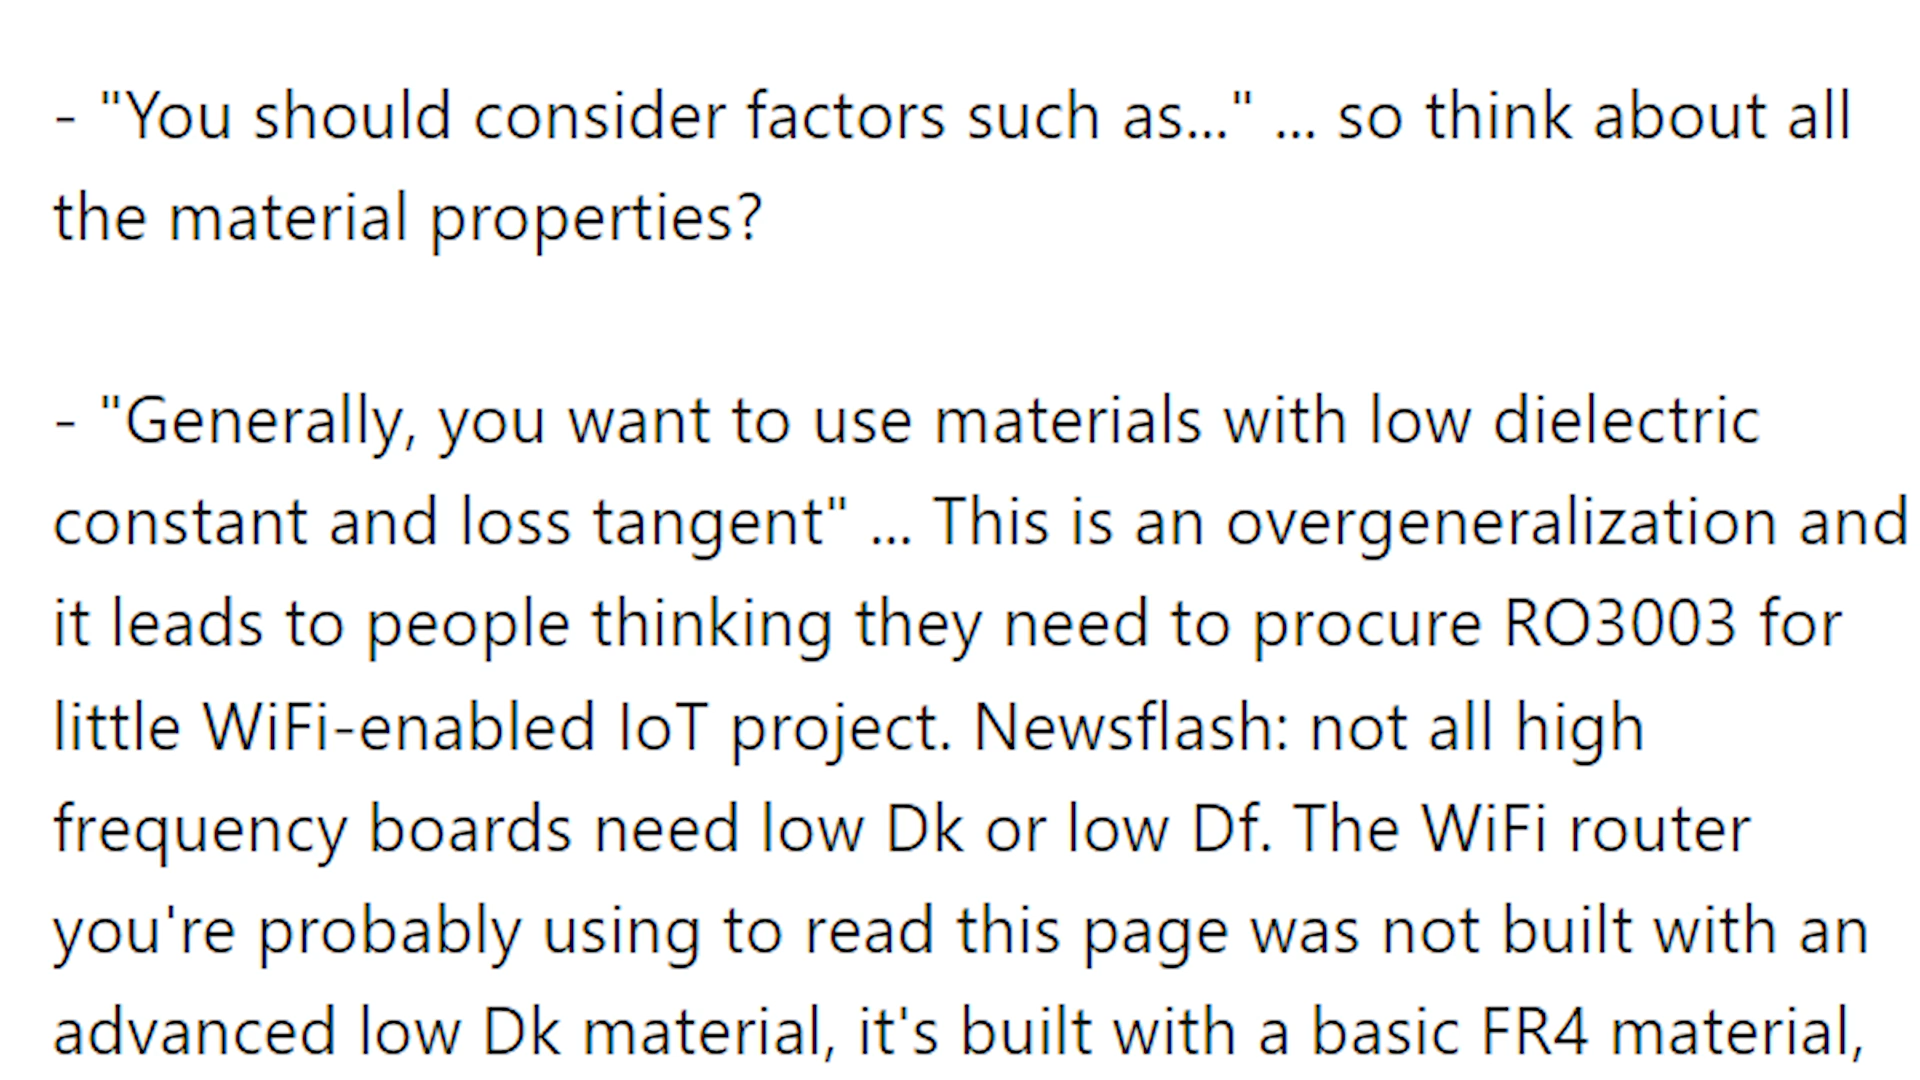 - "You should consider factors such as..." ... so think about all
the material properties?
- "Generally, you want to use materials with low dielectric
constant and loss tangent" ... This is an overgeneralization and
it leads to people thinking they need to procure RO3003 for
little WiFi-enabled IoT project. Newsflash: not all high
frequency boards need low Dk or low Df. The WiFi router
you're probably using to read this page was not built with an
advanced low Dk material, it's built with a basic FR4 material,